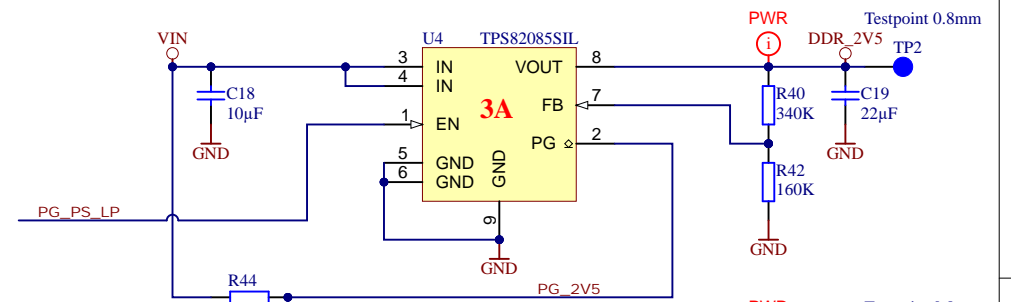 PWR
Testpoint 0.8mm
VIN
U4
TPS82085SIL
DDR_2V5
TP2
i
3
IN
VOUT
8
4
IN
C18
10µF
3A
FB
7
R40
340K
C19
22µF
1
EN
PG
2
GND
GND
5
GND
6
GND
GND
R42
160K
PG_PS_LP
9
GND
GND
R44
PG_2V5